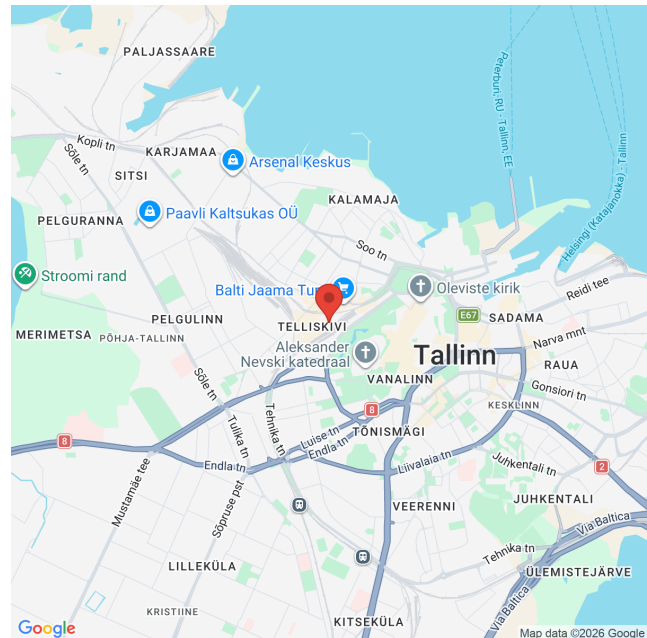 PALJASSAARE
Peterburi, RU - Tallinn, EE
Kopli tn
KARJAMAA
Arsenal Keskus
Sõle tn
SITSI
Helsingi (Katajanokka) - Tallinn
KALAMAJA
PELGURANNA
Paavli Kaltsukas OÜ
Soo tn
Stroomi rand
Balti Jaama Tur
Oleviste kirik
Reidi tee
PELGULINN
TELLISKIVI
E67
SADAMA
MERIMETSA
PÕHJA-TALLINN
Narva mnt
Aleksander
Nevski katedraal
Tallinn
RAUA
Sõle tn
VANALINN
Gonsiori tn
Tulika tn
Tehnika tn
8
KESKLINN
8
Luise tn
Endla tn
TÕNISMÄGI
Endla tn
Liivalaia tn
Juhkentali tn
2
Mustamäe tee
Sõpruse pst
VEERENNI
JUHKENTALI
Via Baltica
Tehnika tn
LILLEKÜLA
ÜLEMISTEJÄRVE
Via Baltica
KRISTIINE
KITSEKÜLA
Google
Map data ©2026 Google